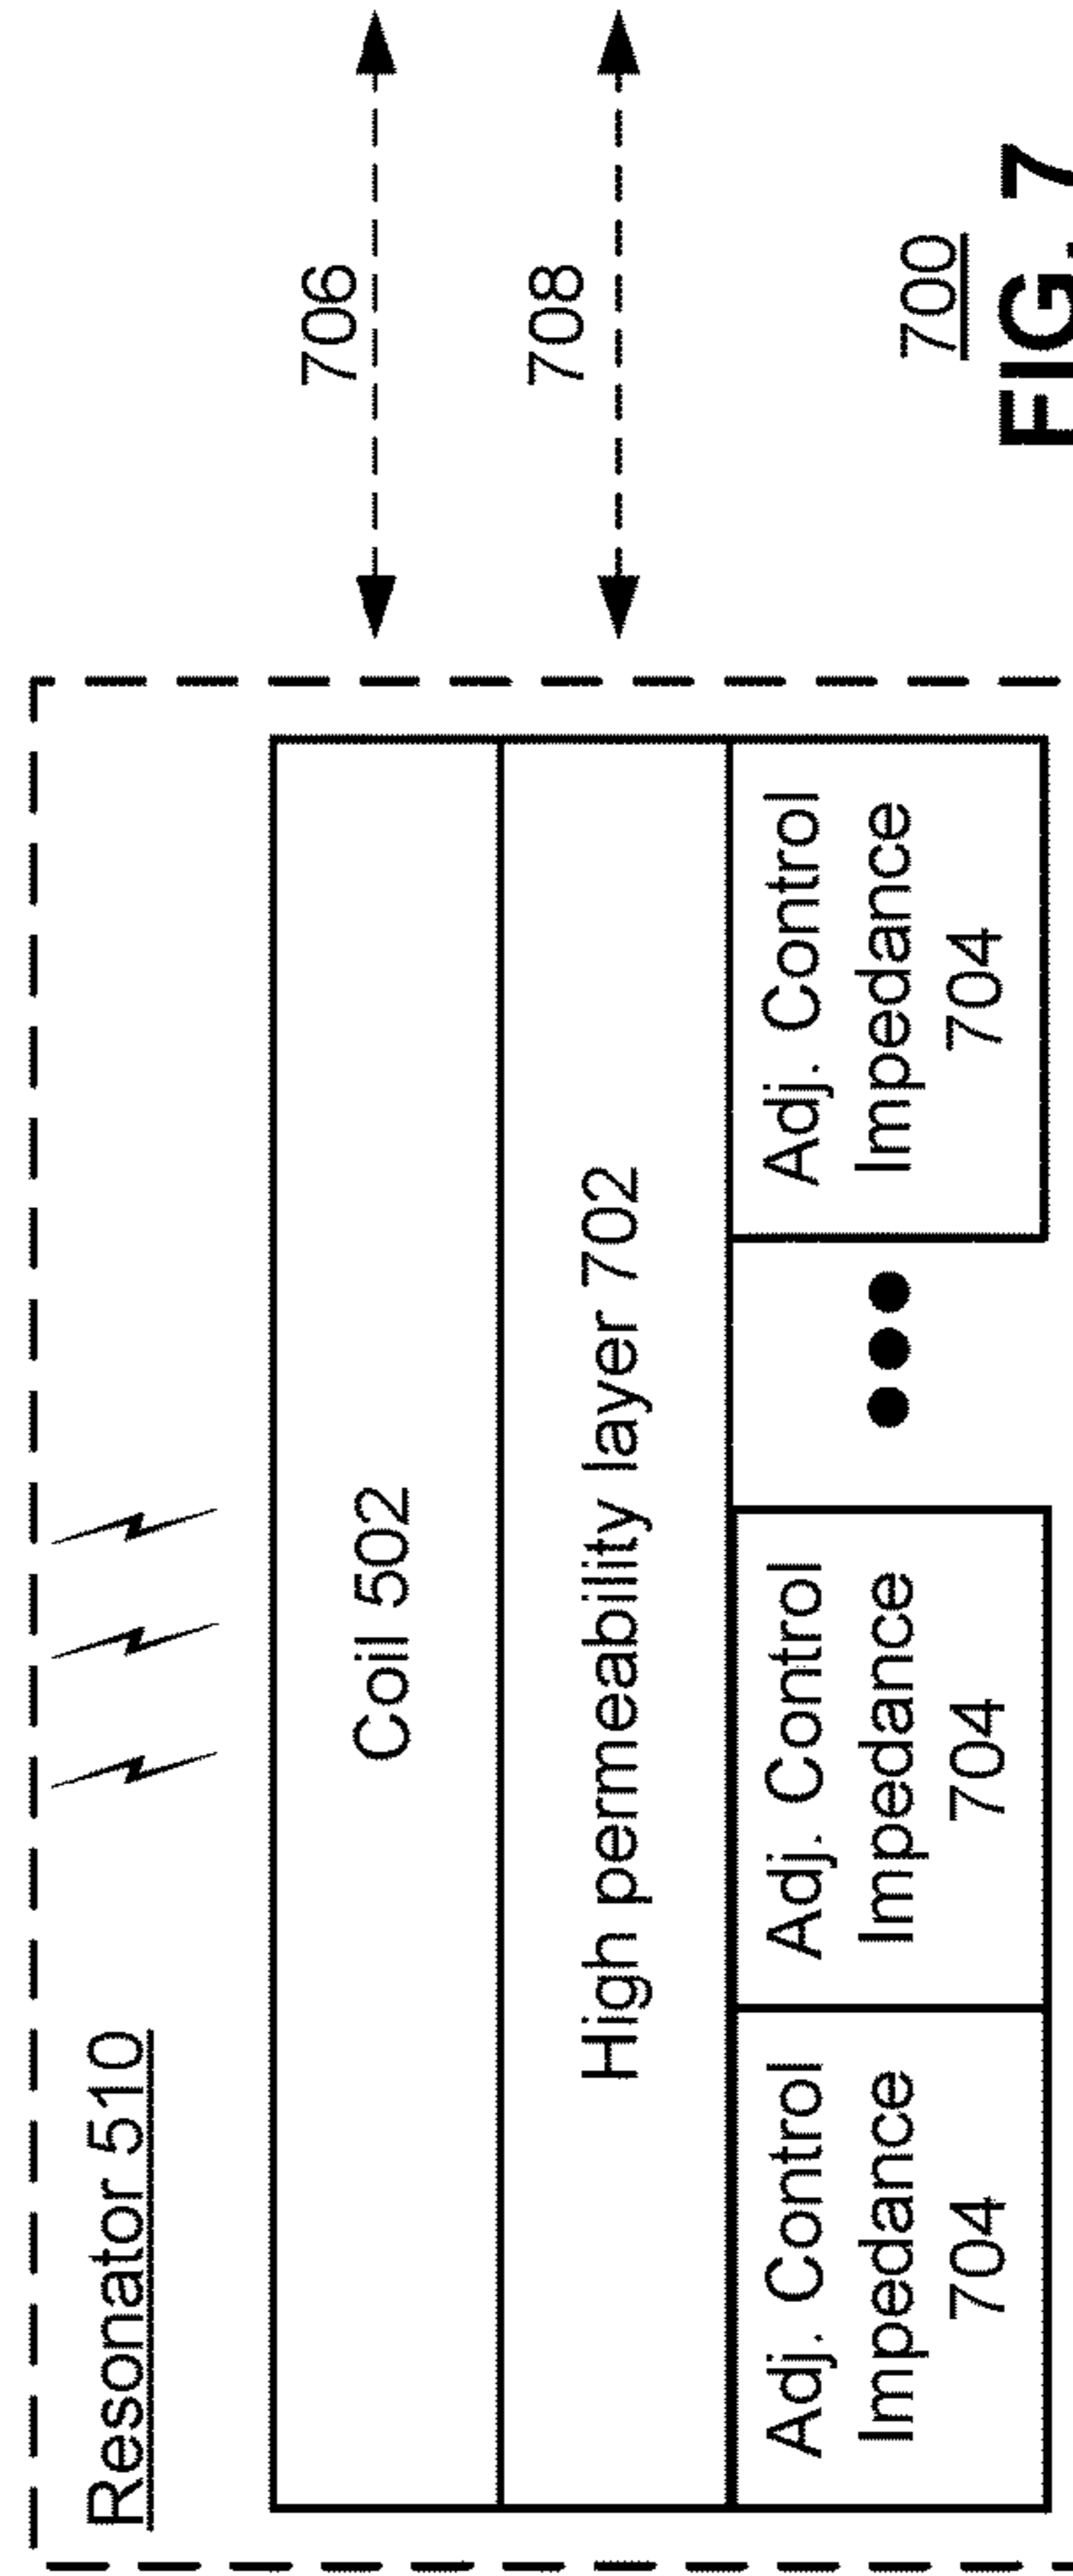 Resonator 510
Coil 502
High permeability layer 702
Adj. Control
Impedance
704
Adj. Control
Impedance
704
Adj. Control
Impedance
704
706
708
700
FIG. 7